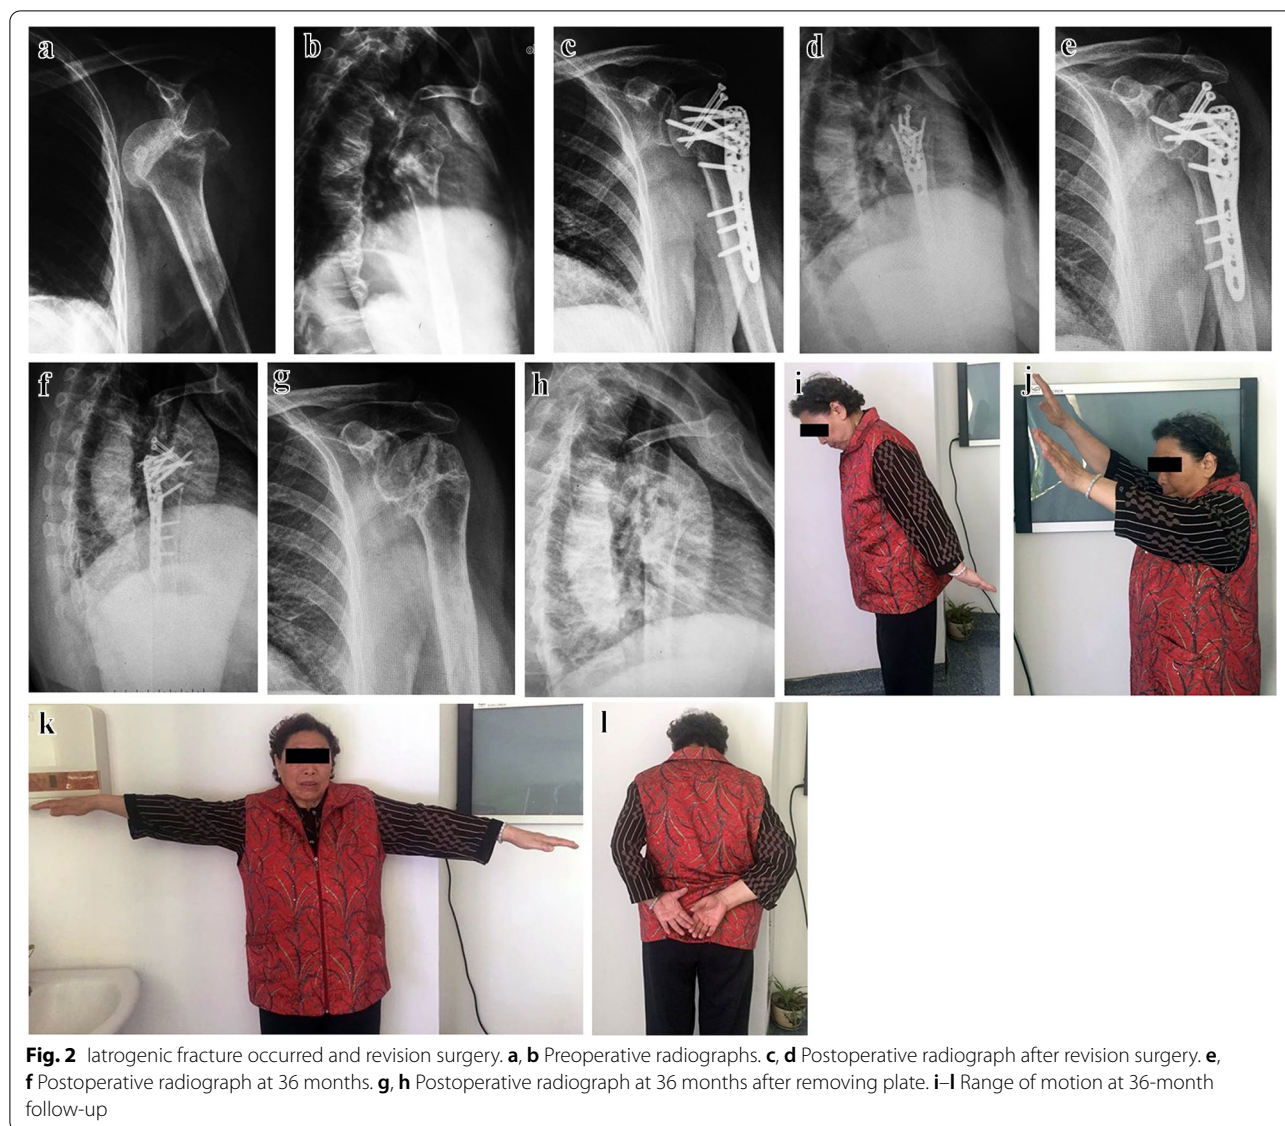 a b c d e
f g h i j
k l
Fig. 2 Iatrogenic fracture occurred and revision surgery. a, b Preoperative radiographs. c, d Postoperative radiograph after revision surgery. e,
f Postoperative radiograph at 36 months. g, h Postoperative radiograph at 36 months after removing plate. i–l Range of motion at 36-month
follow-up